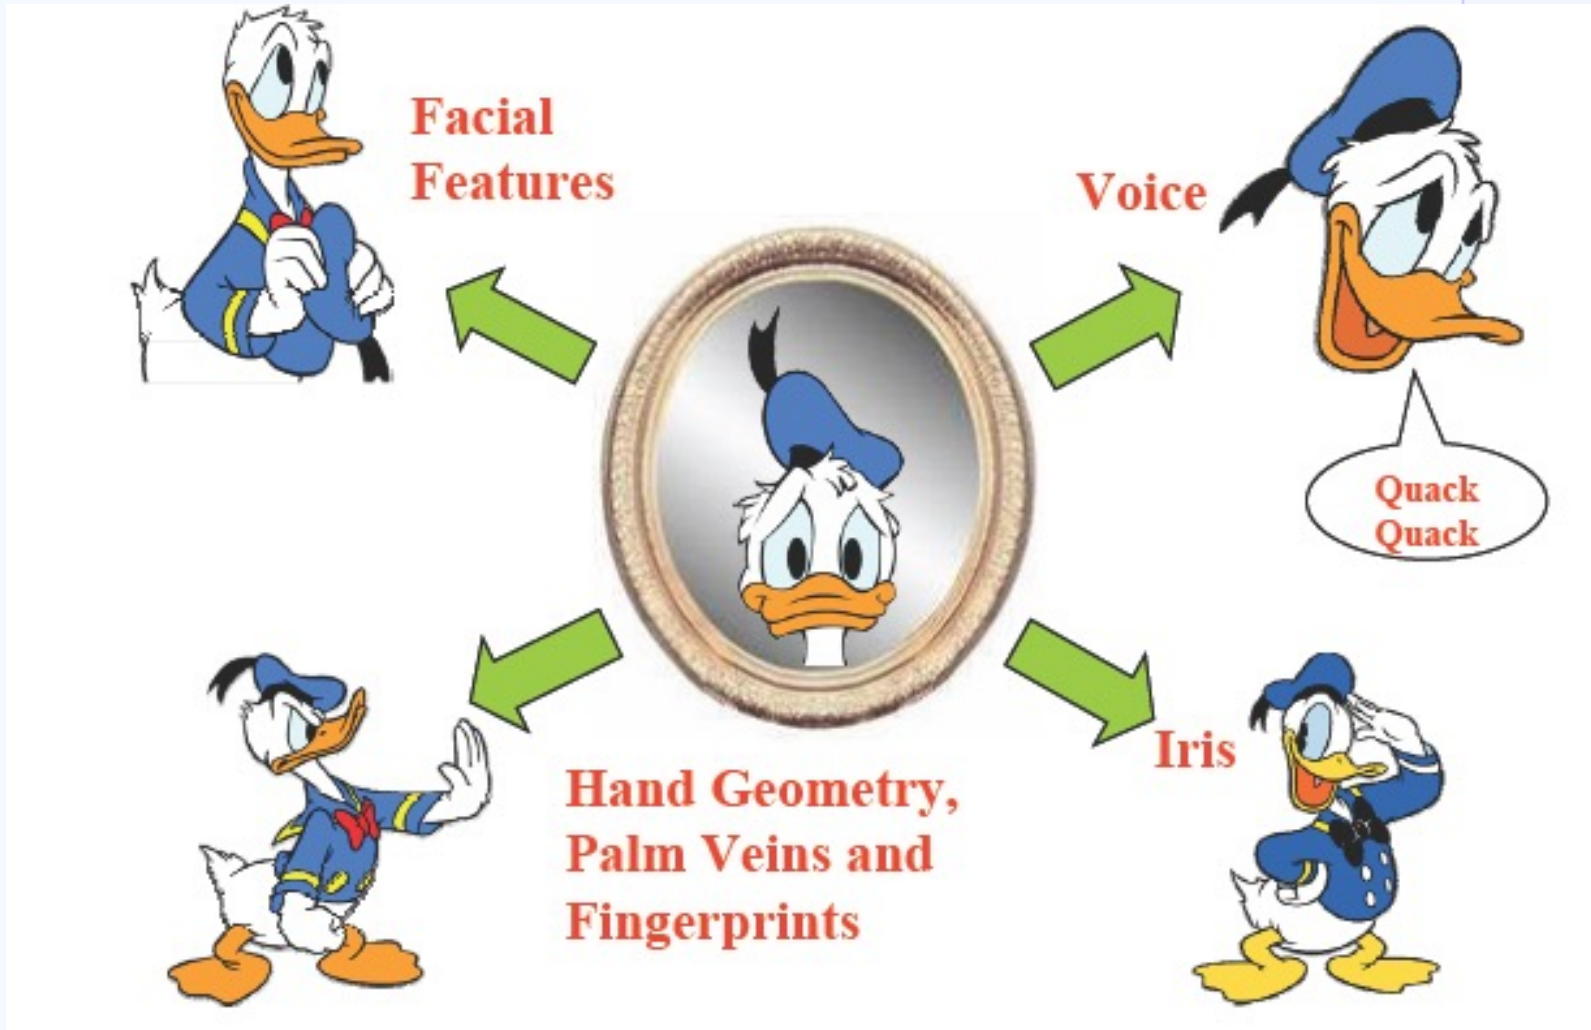 Facial
Features
Voice
Quack
Quack
Iris
Hand Geometry,
Palm Veins and
Fingerprints